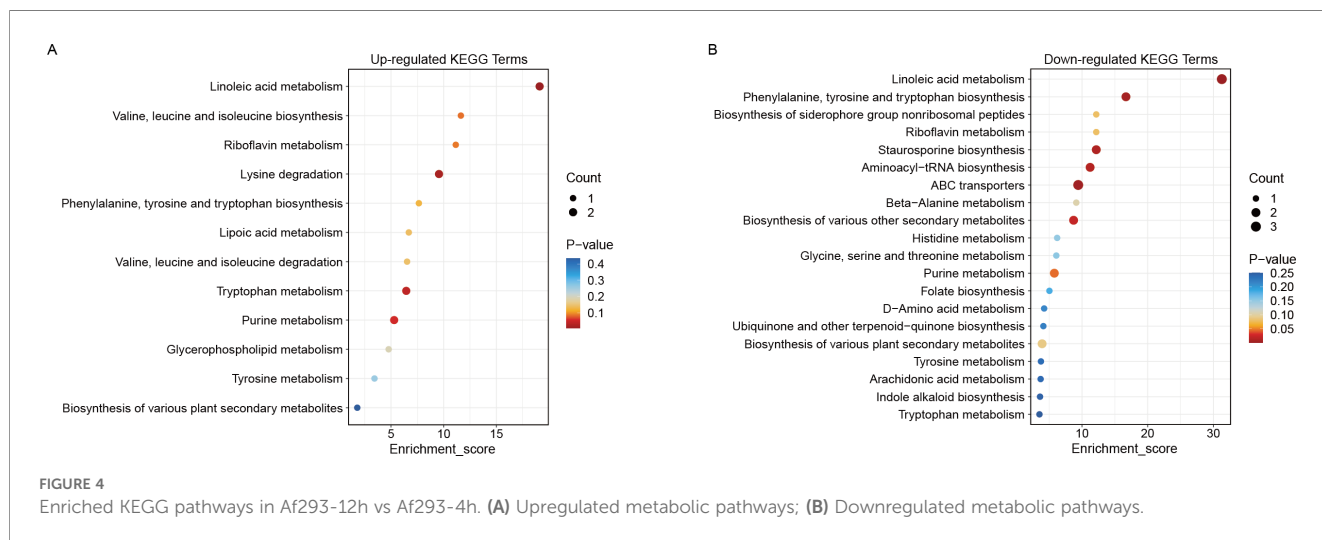 A
Up-regulated KEGG Terms
Linoleic acid metabolism
Valine, leucine and isoleucine biosynthesis
Riboflavin metabolism
Lysine degradation
Phenylalanine, tyrosine and tryptophan biosynthesis
Lipoic acid metabolism
Valine, leucine and isoleucine degradation
Tryptophan metabolism
Purine metabolism
Glycerophospholipid metabolism
Tyrosine metabolism
Biosynthesis of various plant secondary metabolites
5 10 15
Enrichment_score
Count
1
2
P-value
0.4
0.3
0.2
0.1
B
Down-regulated KEGG Terms
Linoleic acid metabolism
Phenylalanine, tyrosine and tryptophan biosynthesis
Biosynthesis of siderophore group nonribosomal peptides
Riboflavin metabolism
Staurosporine biosynthesis
Aminoacyl-tRNA biosynthesis
ABC transporters
Beta-Alanine metabolism
Biosynthesis of various other secondary metabolites
Histidine metabolism
Glycine, serine and threonine metabolism
Purine metabolism
Folate biosynthesis
D-Amino acid metabolism
Ubiquinone and other terpenoid-quinone biosynthesis
Biosynthesis of various plant secondary metabolites
Tyrosine metabolism
Arachidonic acid metabolism
Indole alkaloid biosynthesis
Tryptophan metabolism
10 20 30
Enrichment_score
Count
1
2
3
P-value
0.25
0.20
0.15
0.10
0.05
FIGURE 4
Enriched KEGG pathways in Af293-12h vs Af293-4h. (A) Upregulated metabolic pathways; (B) Downregulated metabolic pathways.